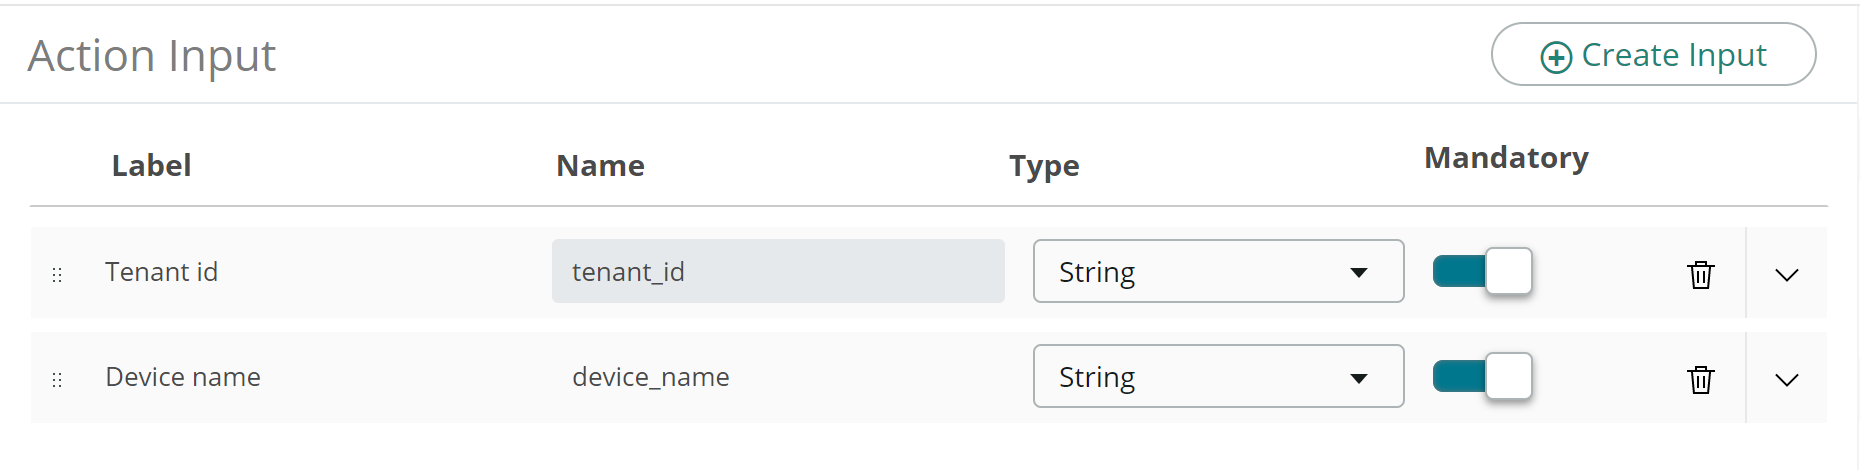 Action Input
Create Input
Label Name Type Mandatory
Tenant id tenant_id String
Device name device_name String